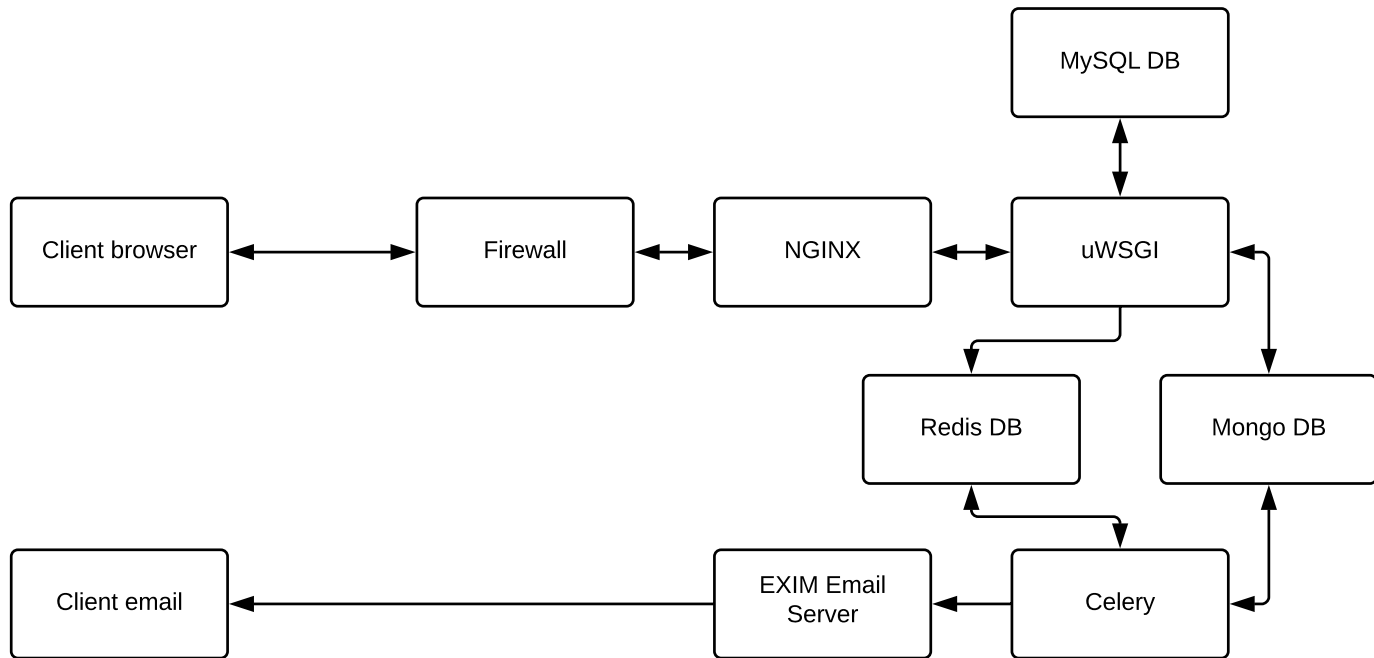 MySQL DB
Client browser
Firewall
NGINX
uWSGI
Redis DB
Mongo DB
Client email
EXIM Email
Server
Celery